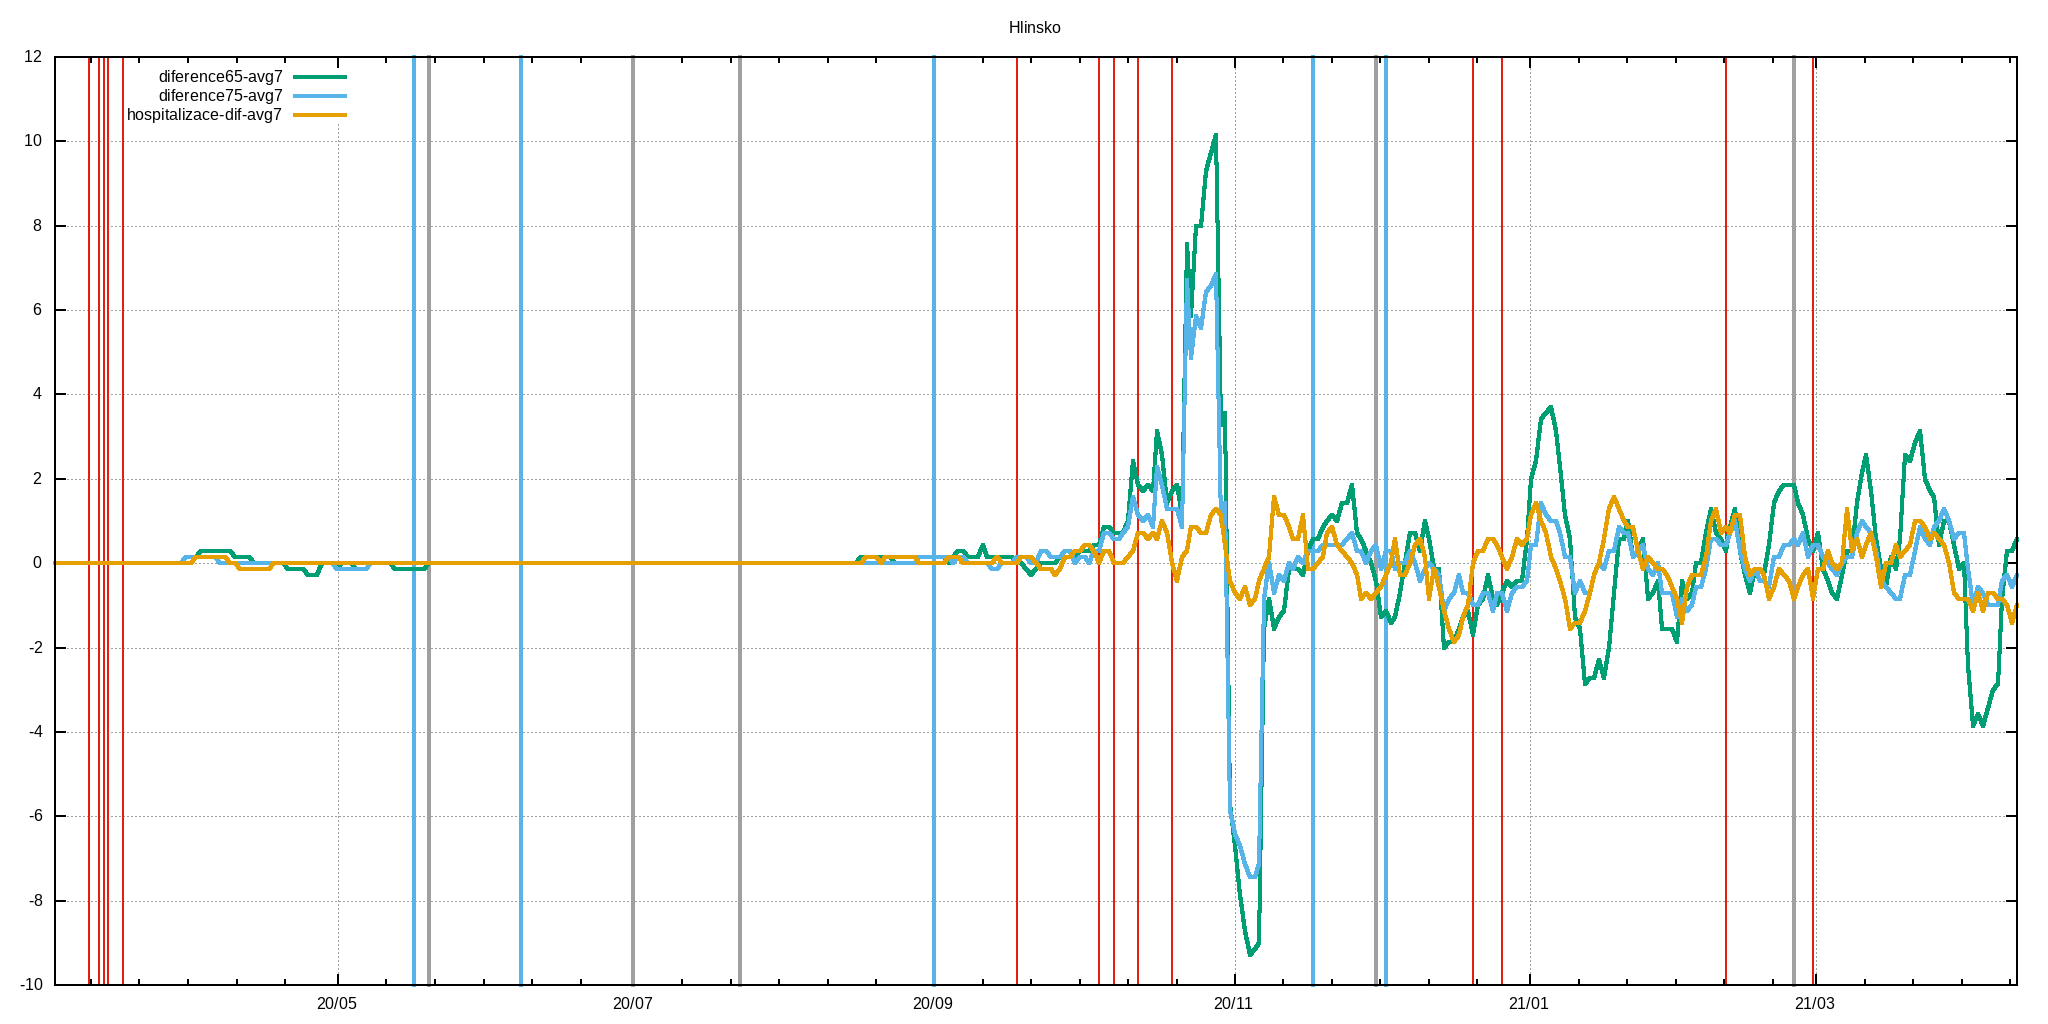 Hlinsko
12
diference65-avg7
diference75-avg7
hospitalizace-dif-avg7
10
8
6
4
2
0
-2
-4
-6
-8
-10
20/05 20/07 20/09 20/11 21/01 21/03